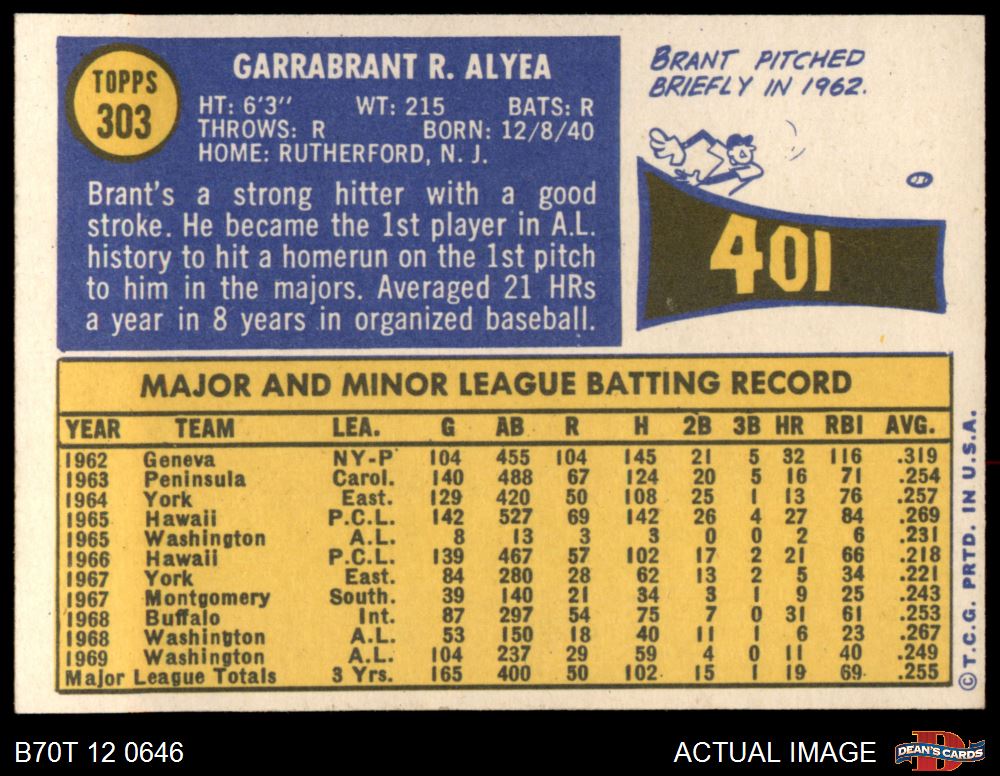 TOPPS
303
GARRABRANT R. ALYEA
HT: 6'3" WT: 215 BATS: R
THROWS: R BORN: 12/8/40
HOME: RUTHERFORD, N. J.
Brant's a strong hitter with a good
stroke. He became the 1st player in A.L.
history to hit a homerun on the 1st pitch
to him in the majors. Averaged 21 HRs
a year in 8 years in organized baseball.
BRANT PITCHED
BRIEFLY IN 1962.
401
MAJOR AND MINOR LEAGUE BATTING RECORD
YEAR TEAM LEA. G AB R H 2B 3B HR RBI AVG.
1962 Geneva NY-P 104 455 104 145 21 5 32 116 .319
1963 Peninsula Carol. 140 488 67 124 20 5 16 71 .254
1964 York East. 129 420 50 108 25 1 13 76 .257
1965 Hawaii P.C.L. 142 527 69 142 26 4 27 84 .269
1965 Washington A.L. 8 13 3 3 0 0 2 6 .231
1966 Hawaii P.C.L. 139 467 57 102 17 2 21 66 .218
1967 York East. 84 280 28 62 13 2 5 34 .221
1967 Montgomery South. 39 140 21 34 3 1 9 25 .243
1968 Buffalo Int. 87 297 54 75 7 0 31 61 .253
1968 Washington A.L. 53 150 18 40 11 1 6 23 .267
1969 Washington A.L. 104 237 29 59 4 0 11 40 .249
Major League Totals 3 Yrs. 165 400 50 102 15 1 19 69 .255
©T.C.G. PRTD. IN U.S.A.
B70T 12 0646
ACTUAL IMAGE
DEAN'S CARDS